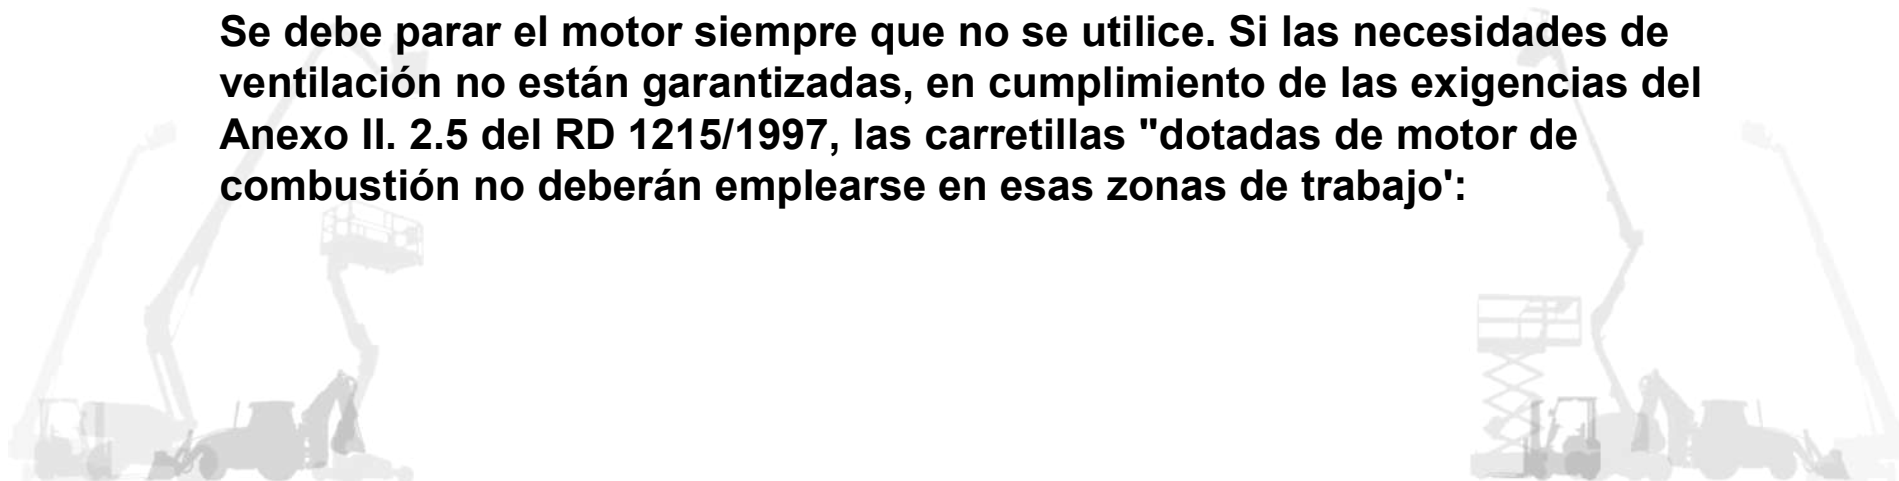 Se debe parar el motor siempre que no se utilice. Si las necesidades de
ventilación no están garantizadas, en cumplimiento de las exigencias del
Anexo II. 2.5 del RD 1215/1997, las carretillas "dotadas de motor de
combustión no deberán emplearse en esas zonas de trabajo':